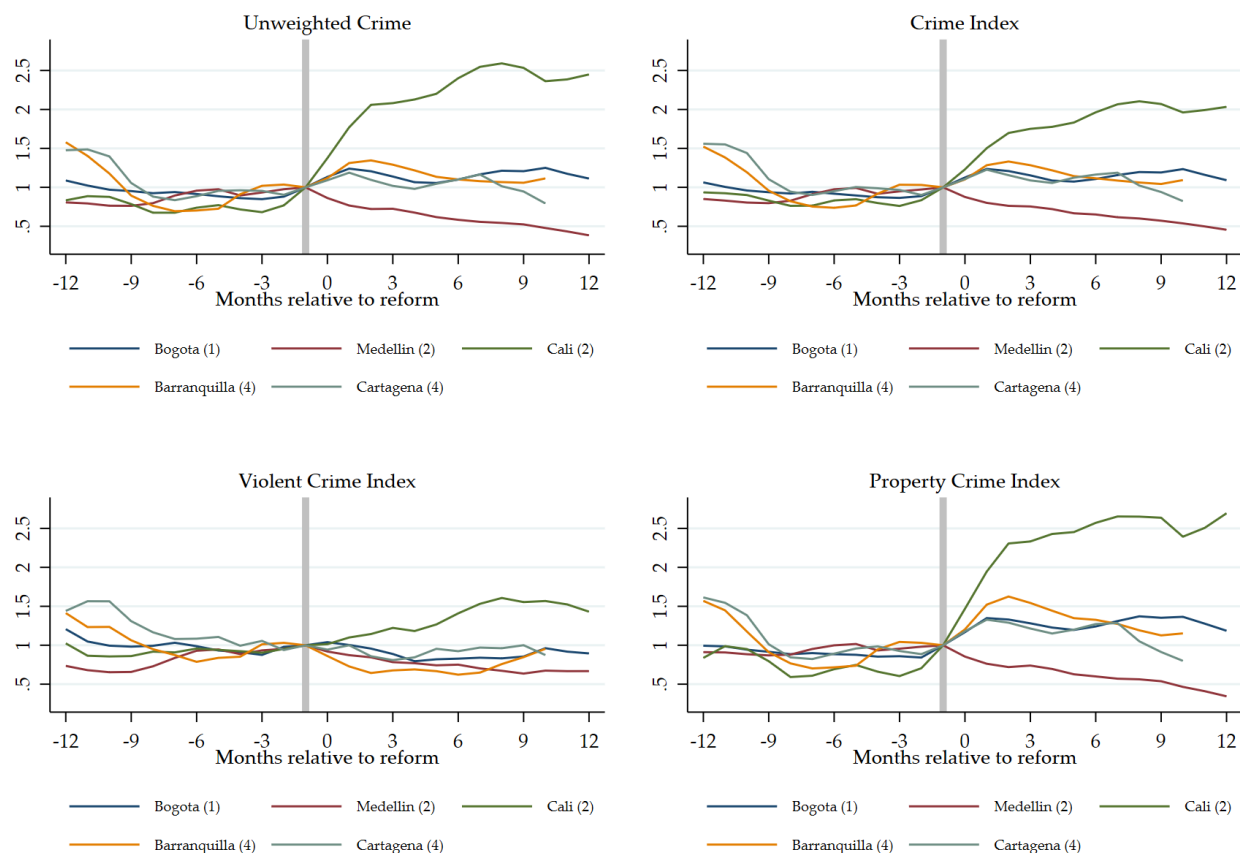 Unweighted Crime
2.5
2
1.5
1
.5
-12 -9 -6 -3 0 3 6 9 12
Months relative to reform
Bogota (1) Medellin (2) Cali (2)
Barranquilla (4) Cartagena (4)
Crime Index
2.5
2
1.5
1
.5
-12 -9 -6 -3 0 3 6 9 12
Months relative to reform
Bogota (1) Medellin (2) Cali (2)
Barranquilla (4) Cartagena (4)
Violent Crime Index
2.5
2
1.5
1
.5
-12 -9 -6 -3 0 3 6 9 12
Months relative to reform
Bogota (1) Medellin (2) Cali (2)
Barranquilla (4) Cartagena (4)
Property Crime Index
2.5
2
1.5
1
.5
-12 -9 -6 -3 0 3 6 9 12
Months relative to reform
Bogota (1) Medellin (2) Cali (2)
Barranquilla (4) Cartagena (4)